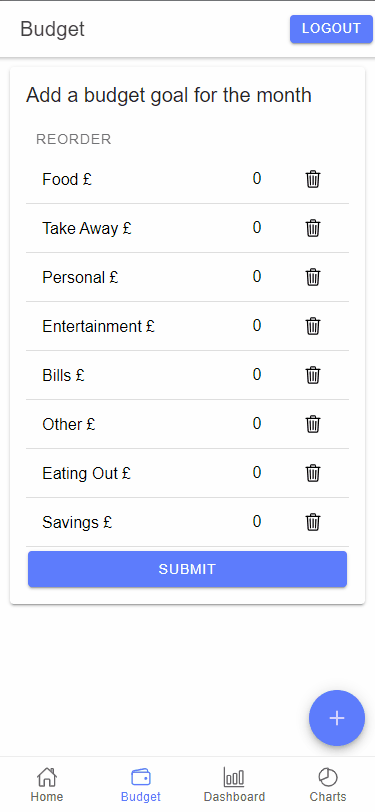 Budget
LOGOUT
Add a budget goal for the month
REORDER
Food £ 0
Take Away £ 0
Personal £ 0
Entertainment £ 0
Bills £ 0
Other £ 0
Eating Out £ 0
Savings £ 0
SUBMIT
+
Home Budget Dashboard Charts